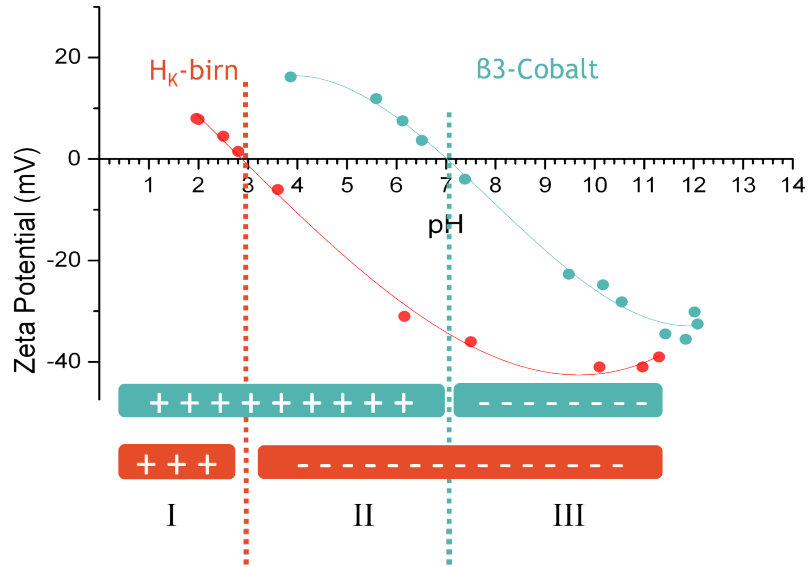 H_K-birn
ß3-Cobalt
Zeta Potential (mV)
20
0
-20
-40
1 2 3 4 5 6 7 8 9 10 11 12 13 14
pH
+ + + + + + + + + - - - - - - - - -
+ + + - - - - - - - - - - - - - - - -
I II III